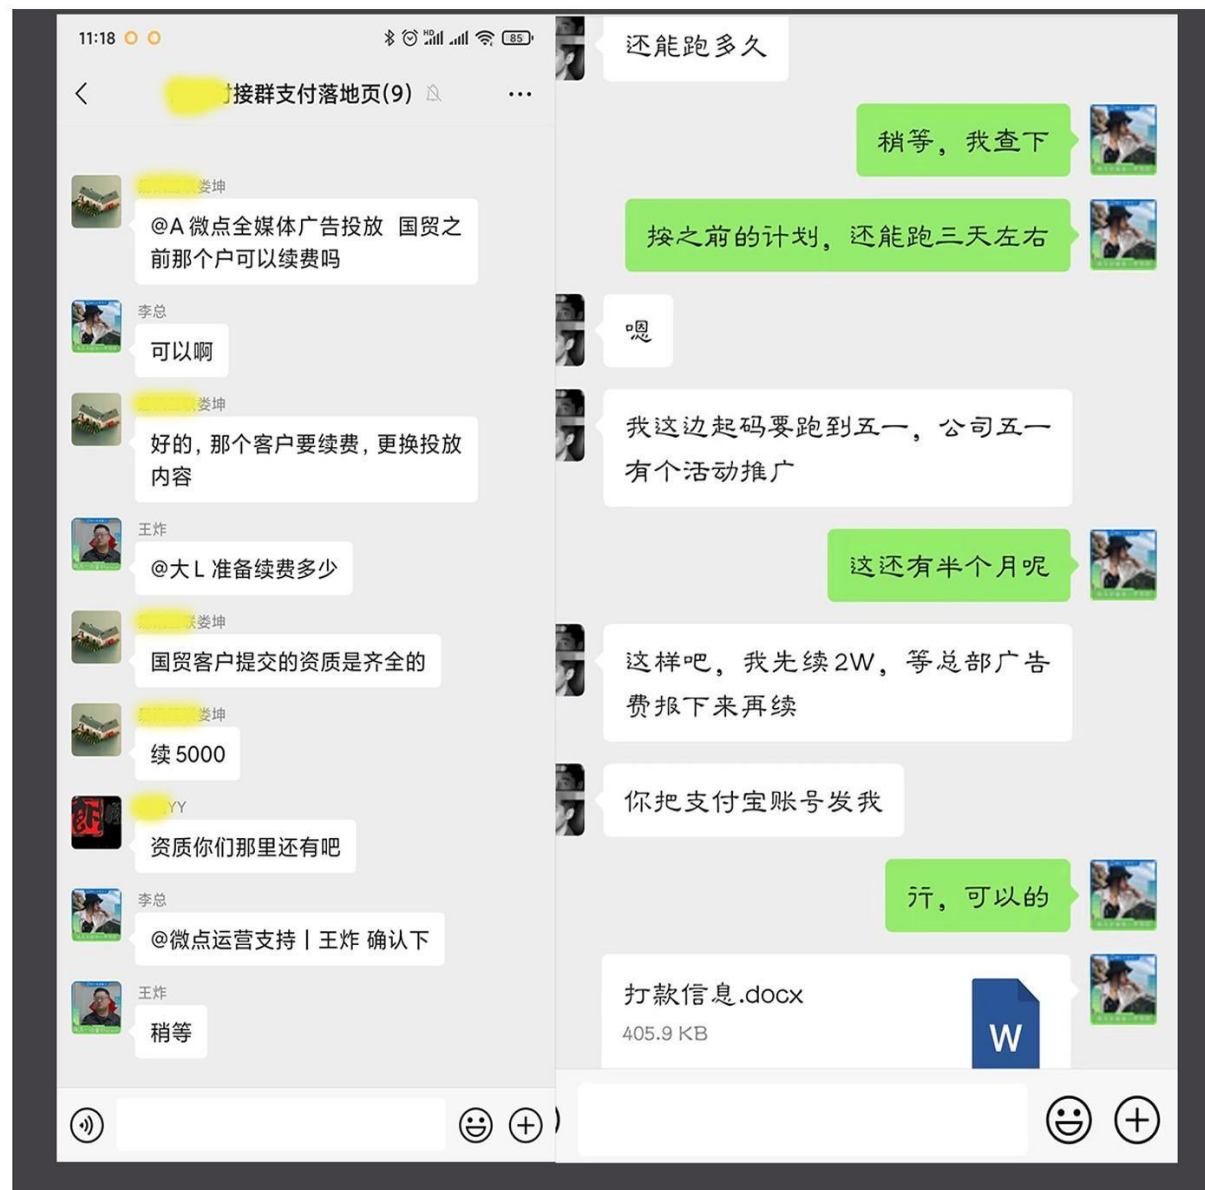 11:18
HD
85
接群支付落地页(9)
娄坤
@A 微点全媒体广告投放 国贸之
前那个户可以续费吗
李总
可以啊
娄坤
好的, 那个客户要续费, 更换投放
内容
王炸
@大L 准备续费多少
联娄坤
国贸客户提交的资质是齐全的
娄坤
续 5000
YY
资质你们那里还有吧
李总
@微点运营支持丨王炸 确认下
王炸
稍等
还能跑多久
稍等，我查下
按之前的计划，还能跑三天左右
嗯
我这边起码要跑到五一，公司五一
有个活动推广
这还有半个月呢
这样吧，我先续2W，等总部广告
费报下来再续
你把支付宝账号发我
行，可以的
打款信息.docx
405.9 KB
W